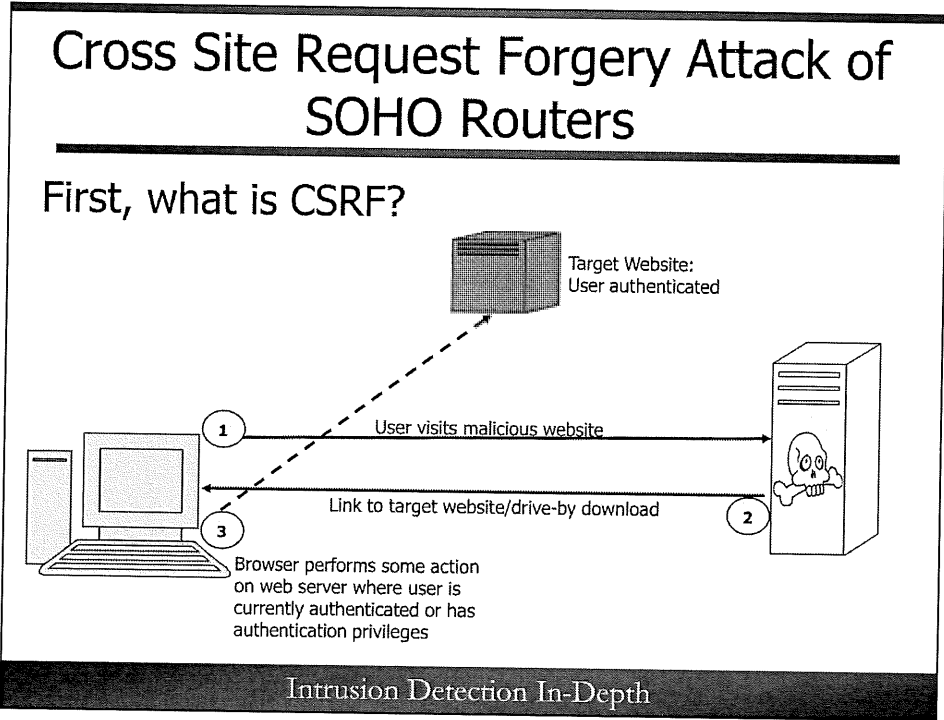 Cross Site Request Forgery Attack of
SOHO Routers
First, what is CSRF?
Target Website:
User authenticated
1
User visits malicious website
Link to target website/drive-by download
2
3
Browser performs some action
on web server where user is
currently authenticated or has
authentication privileges
Intrusion Detection In-Depth